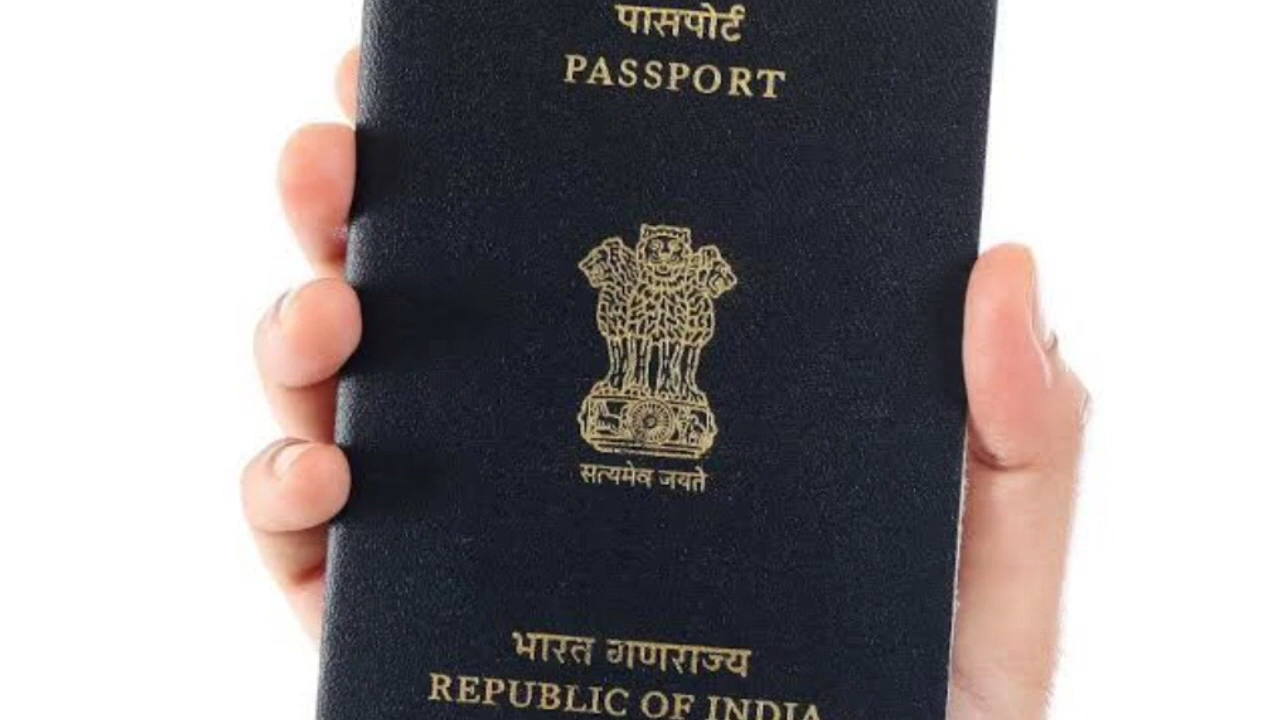 पासपोर्ट
PASSPORT
सत्यमेव जयते
भारत गणराज्य
REPUBLIC OF INDIA